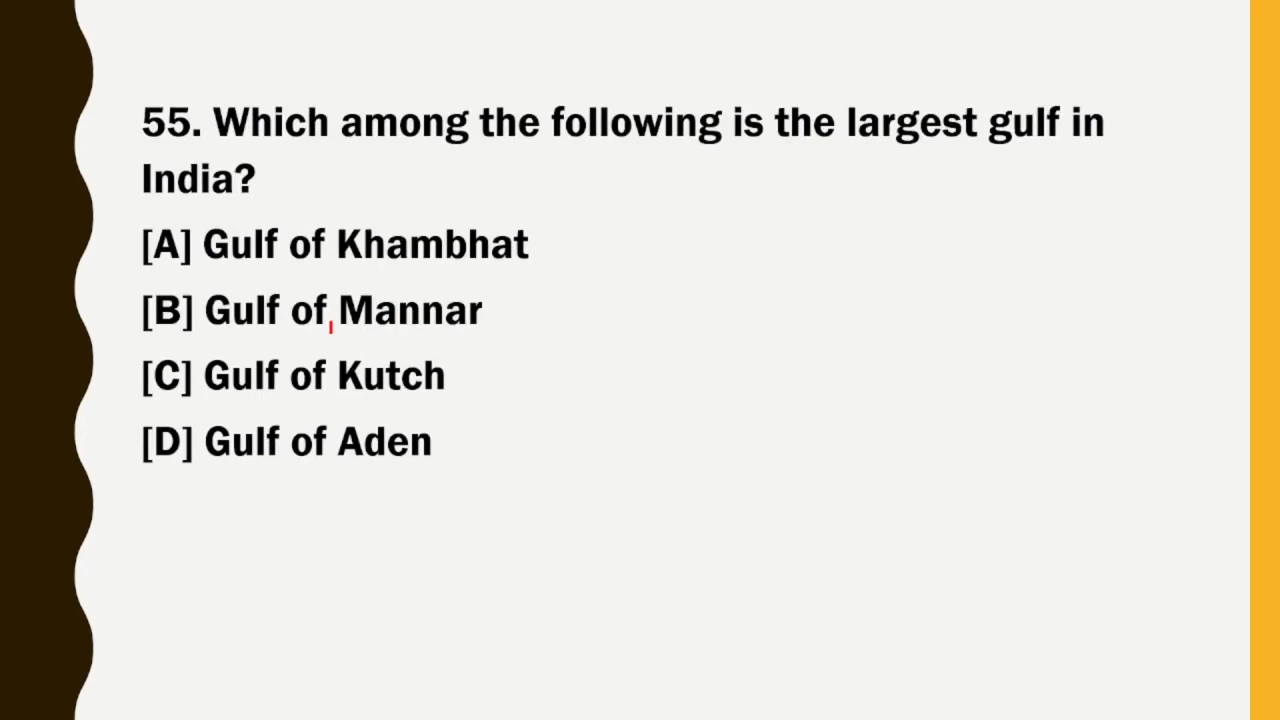 55. Which among the following is the largest gulf in
India?
[A] Gulf of Khambhat
[B] Gulf of Mannar
[C] Gulf of Kutch
[D] Gulf of Aden